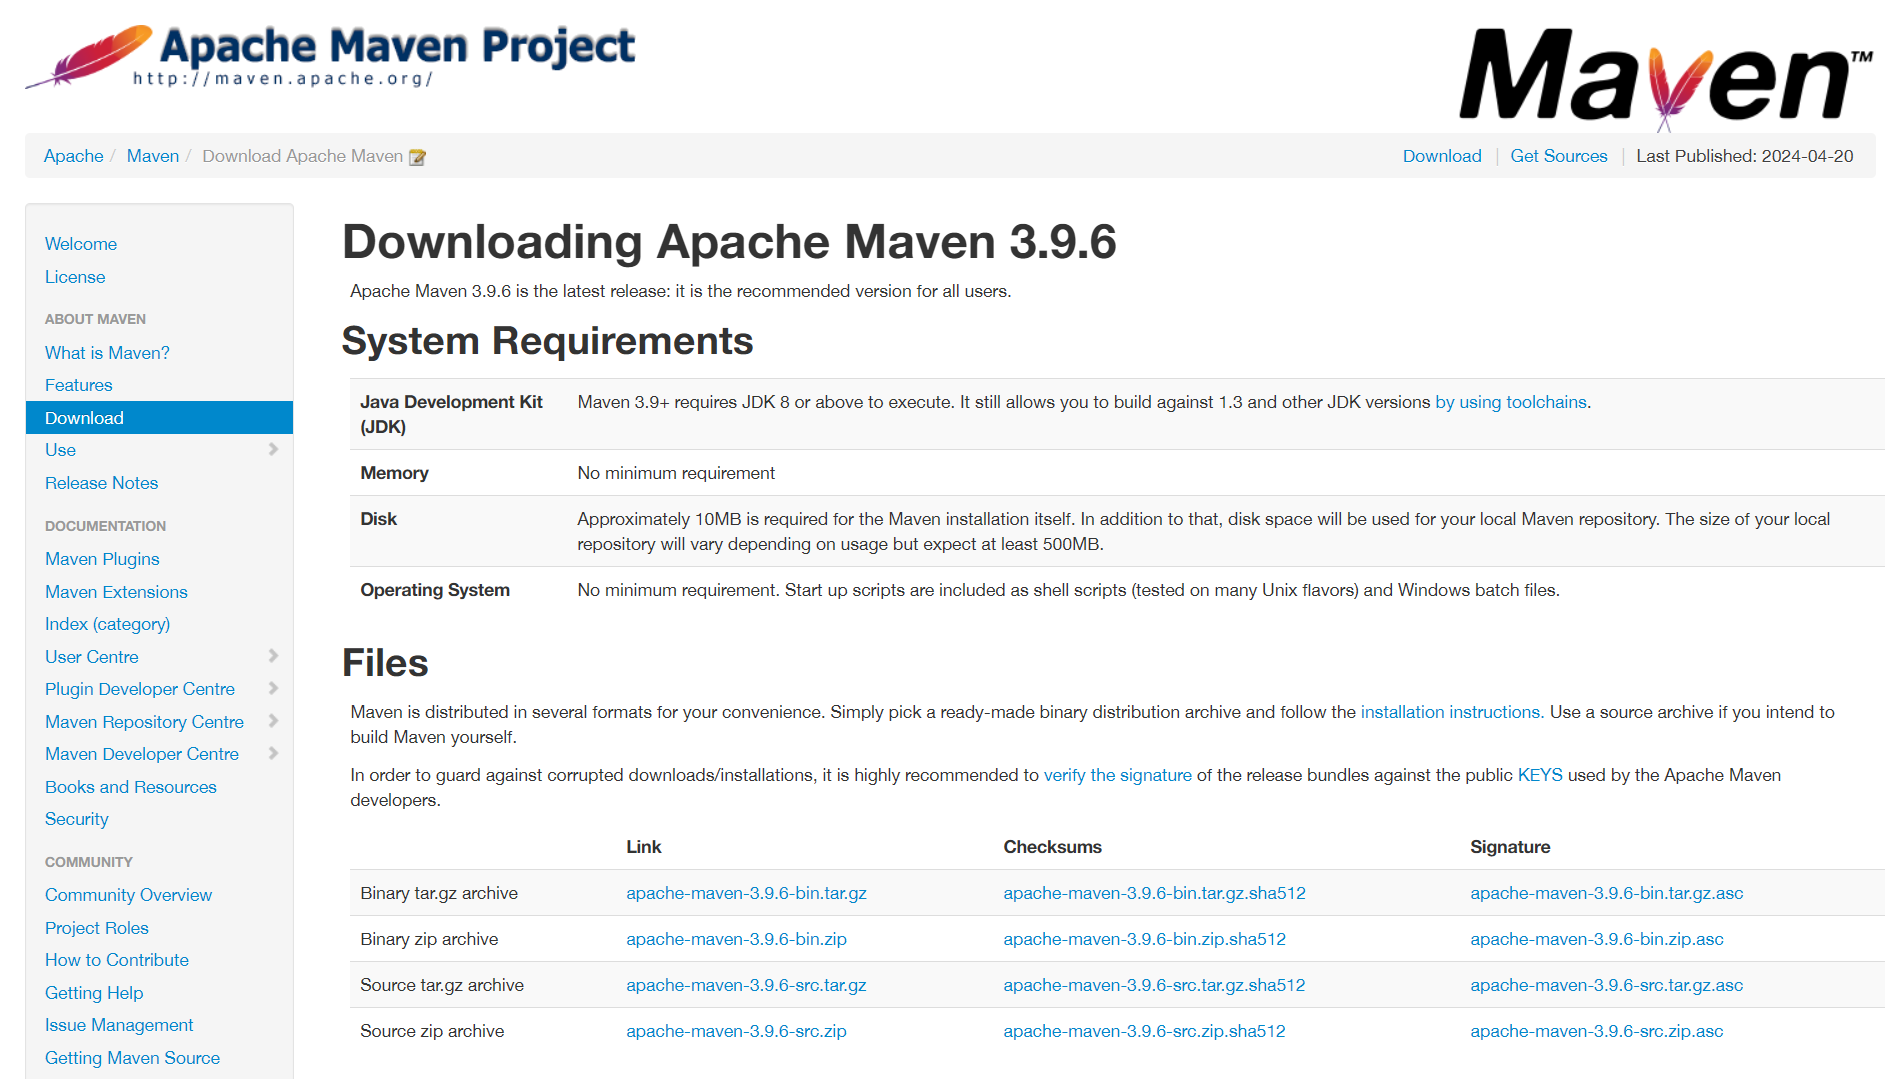 Apache Maven Project
http://maven.apache.org/
Maven™
Apache / Maven / Download Apache Maven
Download | Get Sources | Last Published: 2024-04-20
Welcome
License
ABOUT MAVEN
What is Maven?
Features
Download
Use
Release Notes
DOCUMENTATION
Maven Plugins
Maven Extensions
Index (category)
User Centre
Plugin Developer Centre
Maven Repository Centre
Maven Developer Centre
Books and Resources
Security
COMMUNITY
Community Overview
Project Roles
How to Contribute
Getting Help
Issue Management
Getting Maven Source
Downloading Apache Maven 3.9.6
Apache Maven 3.9.6 is the latest release: it is the recommended version for all users.
System Requirements
Java Development Kit (JDK) Maven 3.9+ requires JDK 8 or above to execute. It still allows you to build against 1.3 and other JDK versions by using toolchains.
Memory No minimum requirement
Disk Approximately 10MB is required for the Maven installation itself. In addition to that, disk space will be used for your local Maven repository. The size of your local
repository will vary depending on usage but expect at least 500MB.
Operating System No minimum requirement. Start up scripts are included as shell scripts (tested on many Unix flavors) and Windows batch files.
Files
Maven is distributed in several formats for your convenience. Simply pick a ready-made binary distribution archive and follow the installation instructions. Use a source archive if you intend to
build Maven yourself.
In order to guard against corrupted downloads/installations, it is highly recommended to verify the signature of the release bundles against the public KEYS used by the Apache Maven
developers.
Link Checksums Signature
Binary tar.gz archive apache-maven-3.9.6-bin.tar.gz apache-maven-3.9.6-bin.tar.gz.sha512 apache-maven-3.9.6-bin.tar.gz.asc
Binary zip archive apache-maven-3.9.6-bin.zip apache-maven-3.9.6-bin.zip.sha512 apache-maven-3.9.6-bin.zip.asc
Source tar.gz archive apache-maven-3.9.6-src.tar.gz apache-maven-3.9.6-src.tar.gz.sha512 apache-maven-3.9.6-src.tar.gz.asc
Source zip archive apache-maven-3.9.6-src.zip apache-maven-3.9.6-src.zip.sha512 apache-maven-3.9.6-src.zip.asc